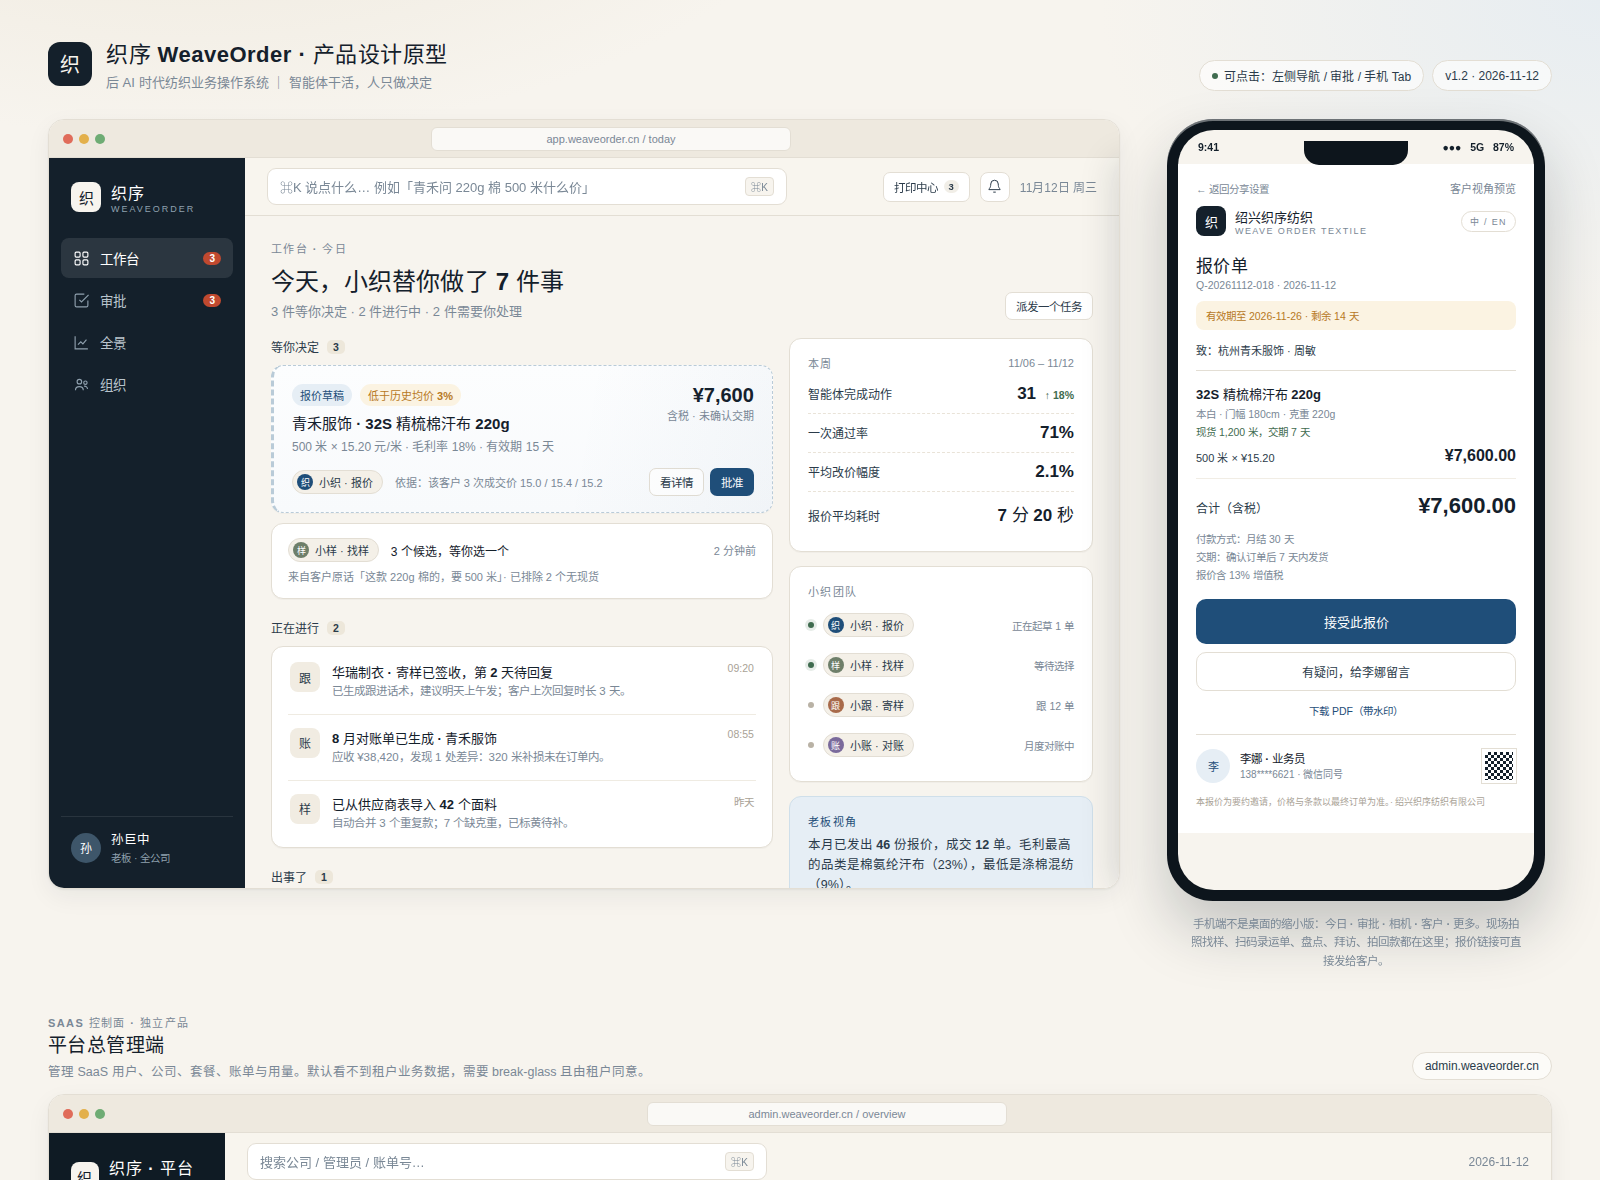 织
织序 WeaveOrder · 产品设计原型
后 AI 时代纺织业务操作系统 | 智能体干活，人只做决定
可点击：左侧导航 / 审批 / 手机 Tab
v1.2 · 2026-11-12
app.weaveorder.cn / today
织
织序
WEAVEORDER
工作台 3
审批 3
全景
组织
孙
孙巨中
老板 · 全公司
⌘K 说点什么… 例如「青禾问 220g 棉 500 米什么价」 ⌘K
打印中心 3
11月12日 周三
工作台 · 今日
今天，小织替你做了 7 件事
3 件等你决定 · 2 件进行中 · 2 件需要你处理
派发一个任务
等你决定 3
报价草稿 低于历史均价 3%
¥7,600
含税 · 未确认交期
青禾服饰 · 32S 精梳棉汗布 220g
500 米 × 15.20 元/米 · 毛利率 18% · 有效期 15 天
织 小织 · 报价 依据：该客户 3 次成交价 15.0 / 15.4 / 15.2
看详情 批准
样 小样 · 找样 3 个候选，等你选一个 2 分钟前
来自客户原话「这款 220g 棉的，要 500 米」· 已排除 2 个无现货
正在进行 2
跟 华瑞制衣 · 寄样已签收，第 2 天待回复 09:20
已生成跟进话术，建议明天上午发；客户上次回复时长 3 天。
账 8 月对账单已生成 · 青禾服饰 08:55
应收 ¥38,420，发现 1 处差异：320 米补损未在订单内。
样 已从供应商表导入 42 个面料 昨天
自动合并 3 个重复款；7 个缺克重，已标黄待补。
出事了 1
本周 11/06 – 11/12
智能体完成动作 31 ↑ 18%
一次通过率 71%
平均改价幅度 2.1%
报价平均耗时 7 分 20 秒
小织团队
织 小织 · 报价 正在起草 1 单
样 小样 · 找样 等待选择
跟 小跟 · 寄样 跟 12 单
账 小账 · 对账 月度对账中
老板视角
本月已发出 46 份报价，成交 12 单。毛利最高
的品类是棉氨纶汗布（23%），最低是涤棉混纺
（9%）。
9:41 ●●● 5G 87%
← 返回分享设置 客户视角预览
织
绍兴织序纺织
WEAVE ORDER TEXTILE
中 / EN
报价单
Q-20261112-018 · 2026-11-12
有效期至 2026-11-26 · 剩余 14 天
致：杭州青禾服饰 · 周敏
32S 精梳棉汗布 220g
本白 · 门幅 180cm · 克重 220g
现货 1,200 米，交期 7 天
500 米 × ¥15.20 ¥7,600.00
合计（含税） ¥7,600.00
付款方式：月结 30 天
交期：确认订单后 7 天内发货
报价含 13% 增值税
接受此报价
有疑问，给李娜留言
下载 PDF（带水印）
李
李娜 · 业务员
138****6621 · 微信同号
本报价为要约邀请，价格与条款以最终订单为准。· 绍兴织序纺织有限公司
手机端不是桌面的缩小版：今日 · 审批 · 相机 · 客户 · 更多。现场拍
照找样、扫码录运单、盘点、拜访、拍回款都在这里；报价链接可直
接发给客户。
SAAS 控制面 · 独立产品
平台总管理端
管理 SaaS 用户、公司、套餐、账单与用量。默认看不到租户业务数据，需要 break-glass 且由租户同意。
admin.weaveorder.cn
admin.weaveorder.cn / overview
织
织序 · 平台
搜索公司 / 管理员 / 账单号… ⌘K
2026-11-12